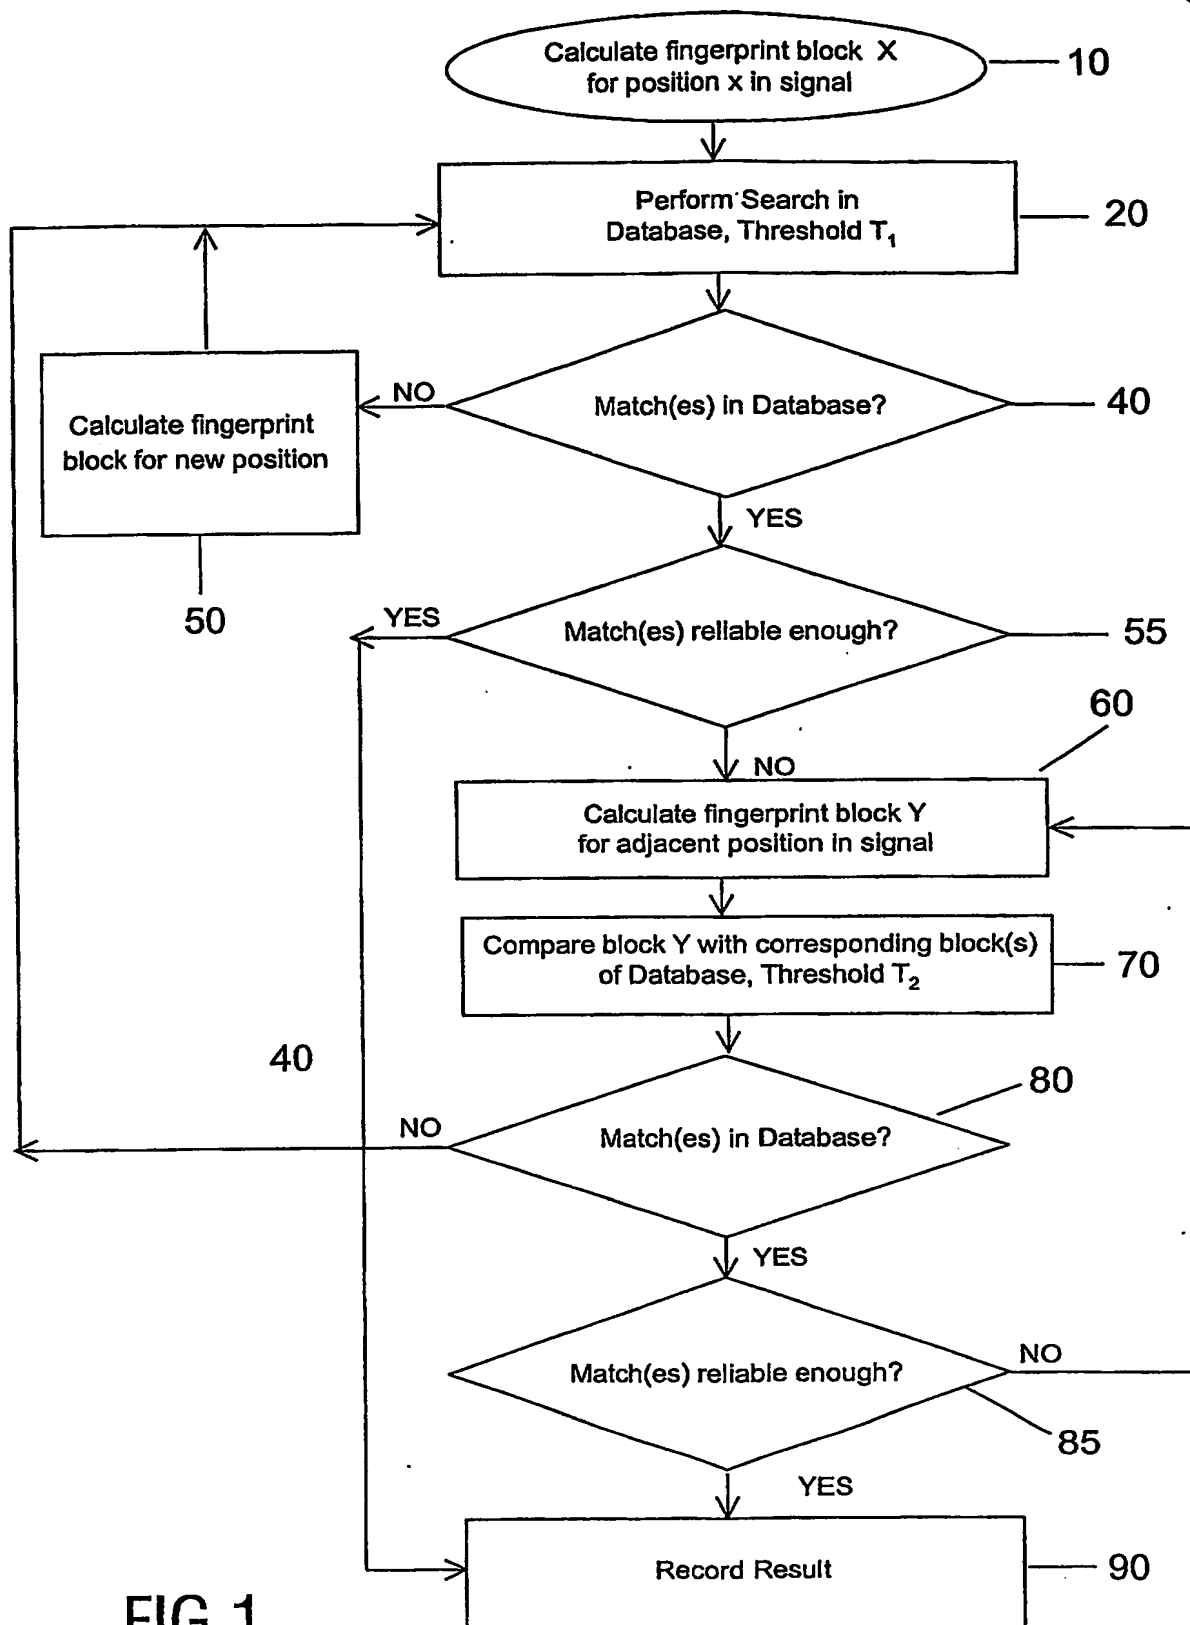 Calculate fingerprint block X
for position x in signal
10
Perform Search in
Database, Threshold T₁
20
NO
Match(es) in Database?
40
Calculate fingerprint
block for new position
50
YES
YES
Match(es) reliable enough?
55
60
NO
Calculate fingerprint block Y
for adjacent position in signal
Compare block Y with corresponding block(s)
of Database, Threshold T₂
70
40
80
NO
Match(es) in Database?
YES
Match(es) reliable enough?
NO
85
YES
Record Result
90
FIG 1